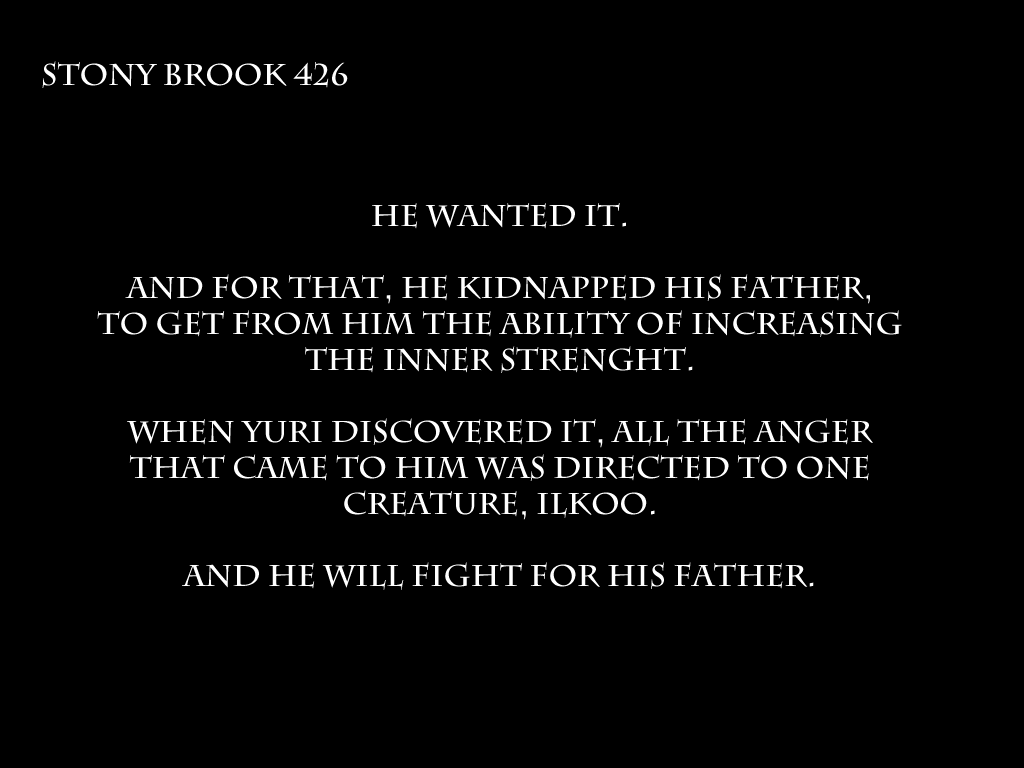 STONY BROOK 426
HE WANTED IT.
AND FOR THAT, HE KIDNAPPED HIS FATHER,
TO GET FROM HIM THE ABILITY OF INCREASING
THE INNER STRENGHT.
WHEN YURI DISCOVERED IT, ALL THE ANGER
THAT CAME TO HIM WAS DIRECTED TO ONE
CREATURE, ILKOO.
AND HE WILL FIGHT FOR HIS FATHER.